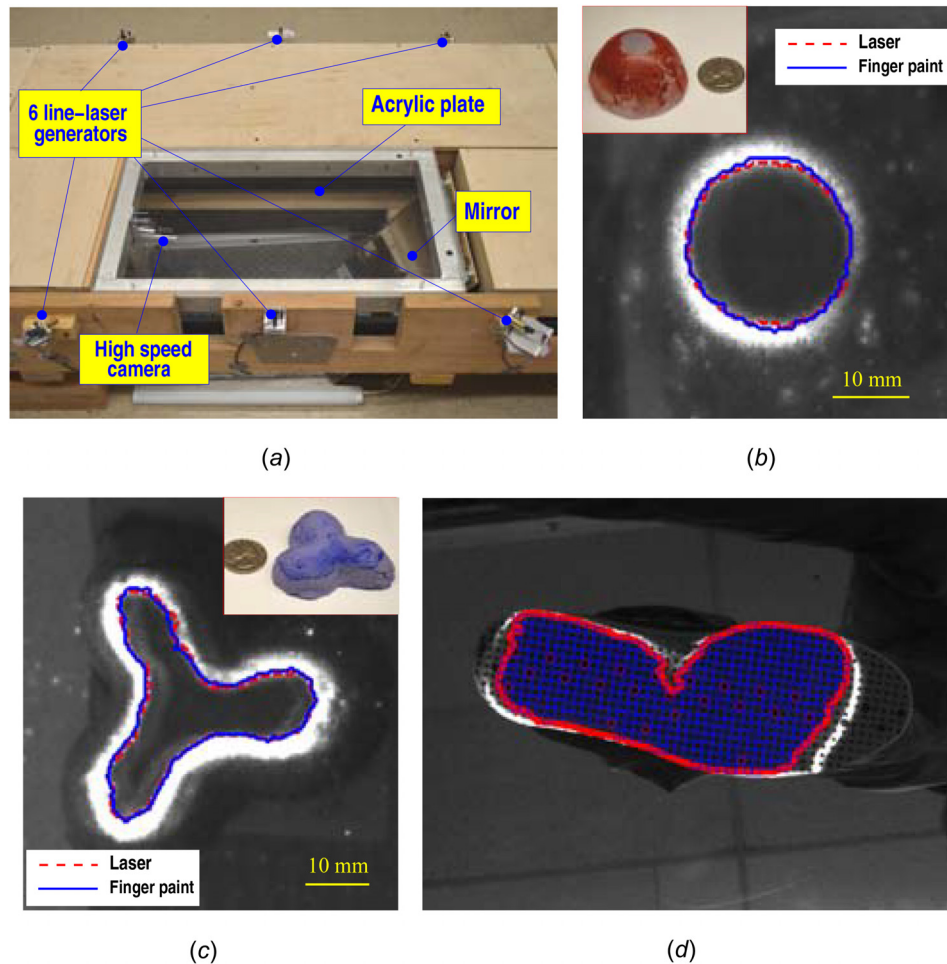 6 line-laser
generators
Acrylic plate
Mirror
High speed
camera
(a)
Laser
Finger paint
10 mm
(b)
Laser
Finger paint
10 mm
(c)
(d)